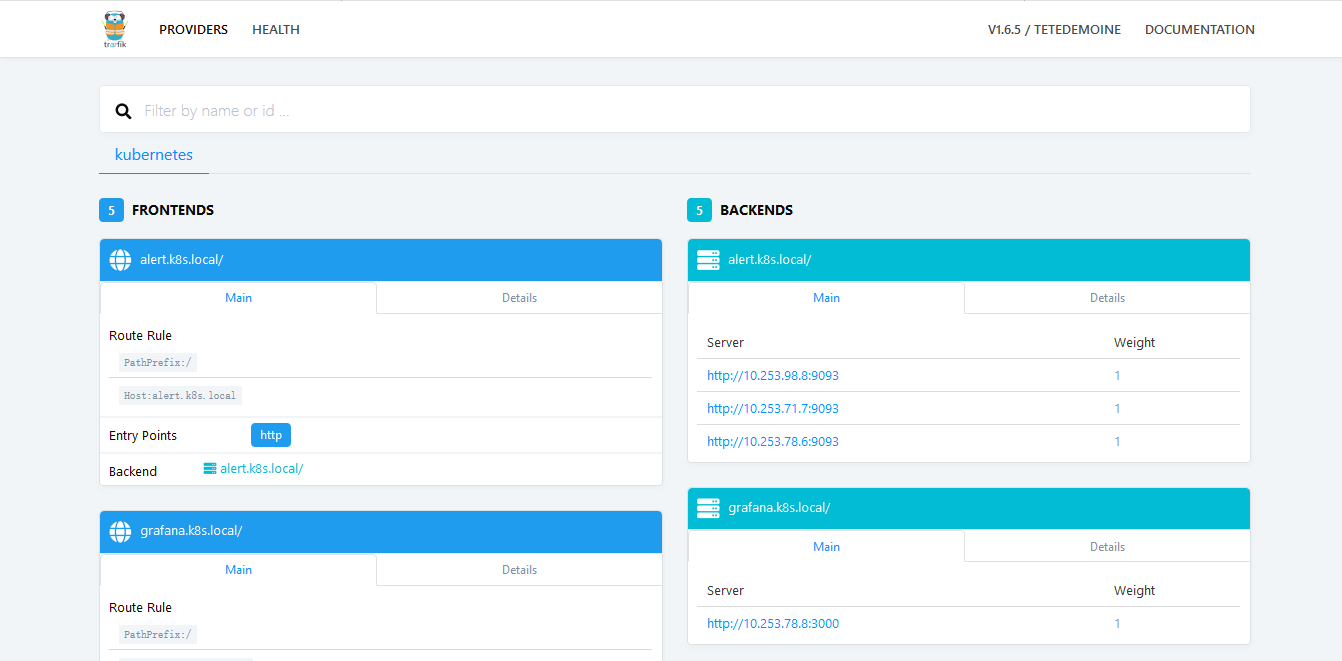 træfik
PROVIDERS
HEALTH
V1.6.5 / TETEDEMOINE
DOCUMENTATION
Filter by name or id ...
kubernetes
5 FRONTENDS
alert.k8s.local/
Main
Details
Route Rule
PathPrefix:/
Host:alert.k8s.local
Entry Points
http
Backend
alert.k8s.local/
grafana.k8s.local/
Main
Details
Route Rule
PathPrefix:/
5 BACKENDS
alert.k8s.local/
Main
Details
Server
Weight
http://10.253.98.8:9093
1
http://10.253.71.7:9093
1
http://10.253.78.6:9093
1
grafana.k8s.local/
Main
Details
Server
Weight
http://10.253.78.8:3000
1